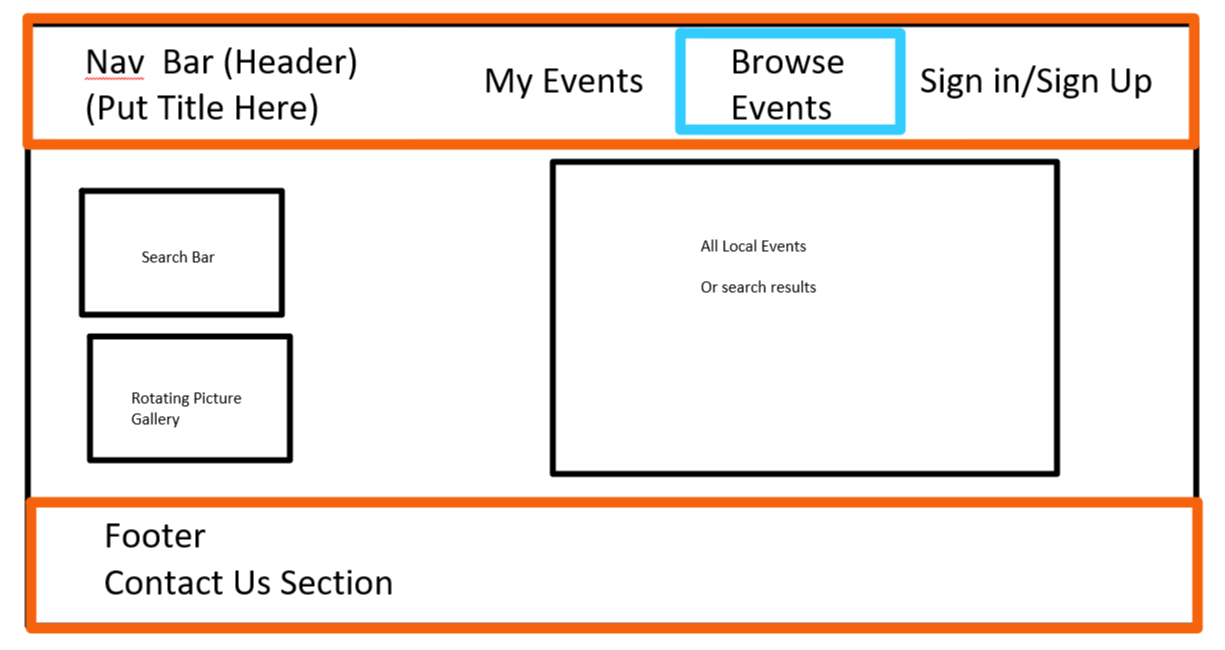 Nav  Bar (Header)
(Put Title Here)
My Events
Browse
Events
Sign in/Sign Up
Search Bar
Rotating Picture
Gallery
All Local Events
Or search results
Footer
Contact Us Section